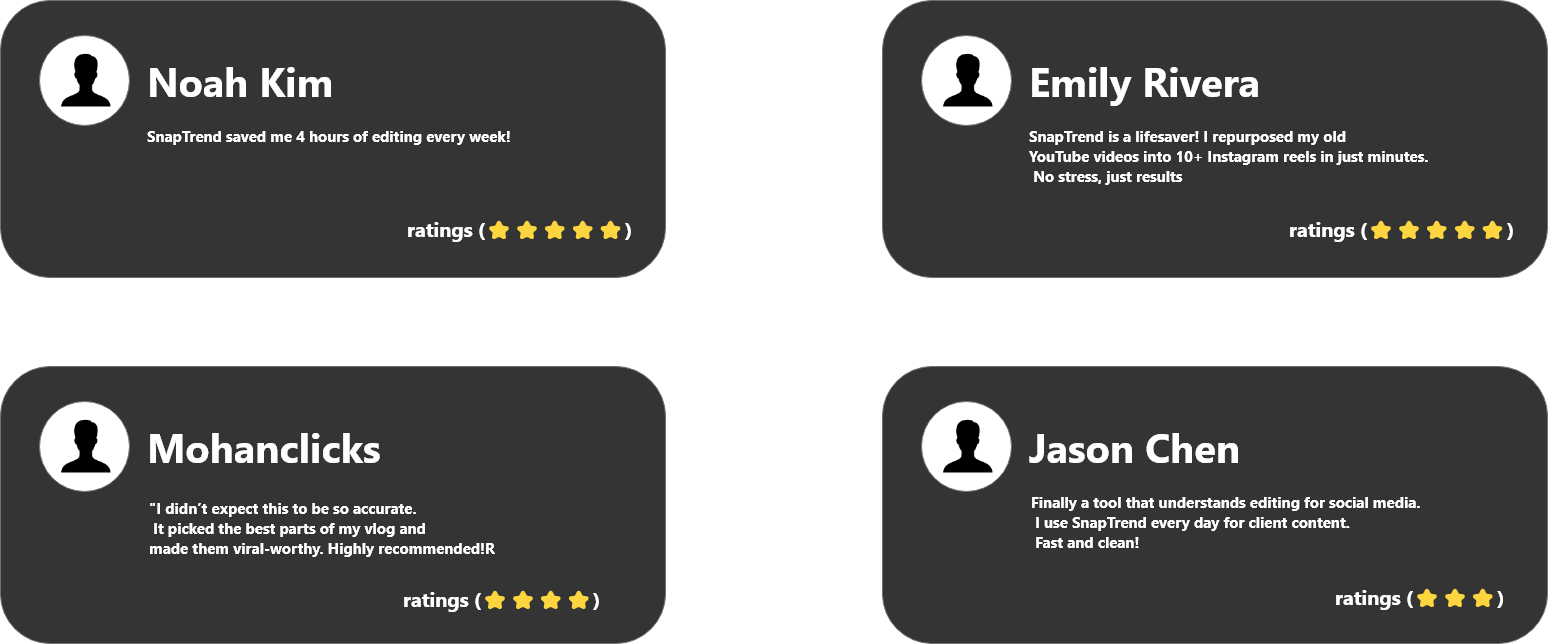 Noah Kim
SnapTrend saved me 4 hours of editing every week!
ratings (⭐⭐⭐⭐⭐)
Emily Rivera
SnapTrend is a lifesaver! I repurposed my old
YouTube videos into 10+ Instagram reels in just minutes.
No stress, just results
ratings (⭐⭐⭐⭐⭐)
Mohanclicks
"I didn’t expect this to be so accurate.
It picked the best parts of my vlog and
made them viral-worthy. Highly recommended!R
ratings (⭐⭐⭐⭐)
Jason Chen
Finally a tool that understands editing for social media.
I use SnapTrend every day for client content.
Fast and clean!
ratings (⭐⭐⭐)